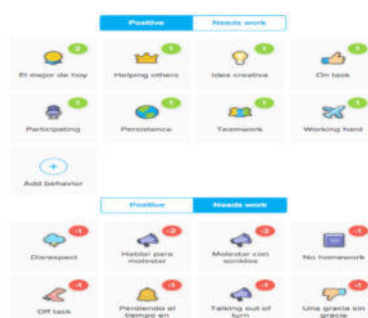 Positive Needs work
3 1 1 1
El mejor de hoy Helping others Idea creativa On task
1 1 1 1
Participating Persistence Teamwork Working hard
Add behavior
Positive Needs work
-1 -2 -2 -1
Disrespect Hablar para Molestar con No homework
molestar sonidos
-1 -1 -1 -1
Off task Perdiendo el Talking out of Una gracia sin
tiempo en turn gracia